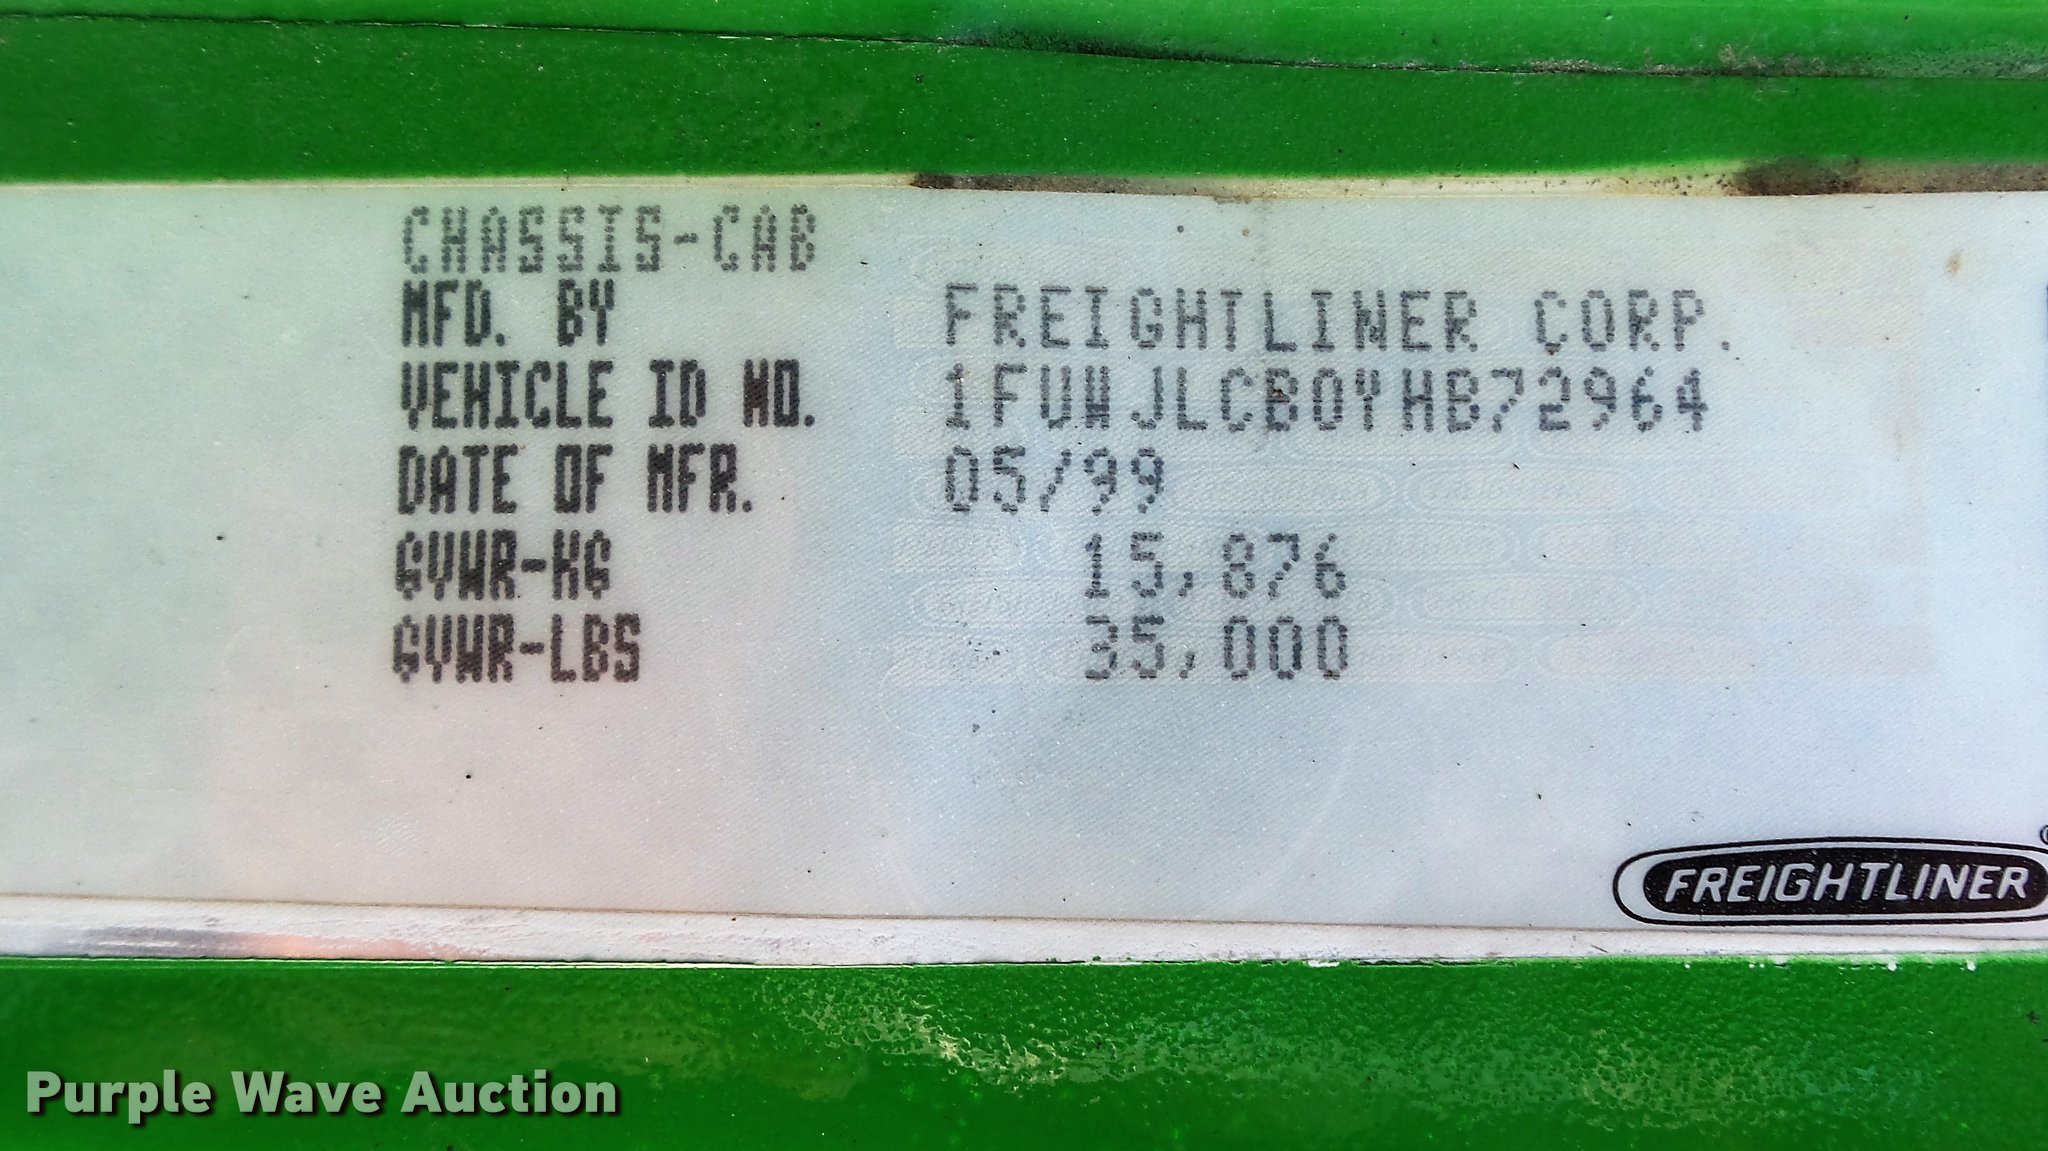 CHASSIS-CAB
MFD. BY FREIGHTLINER CORP.
VEHICLE ID NO. 1FUWJLCB0YHB72964
DATE OF MFR. 05/99
GVWR-KG 15,876
GVWR-LBS 35,000
FREIGHTLINER
Purple Wave Auction